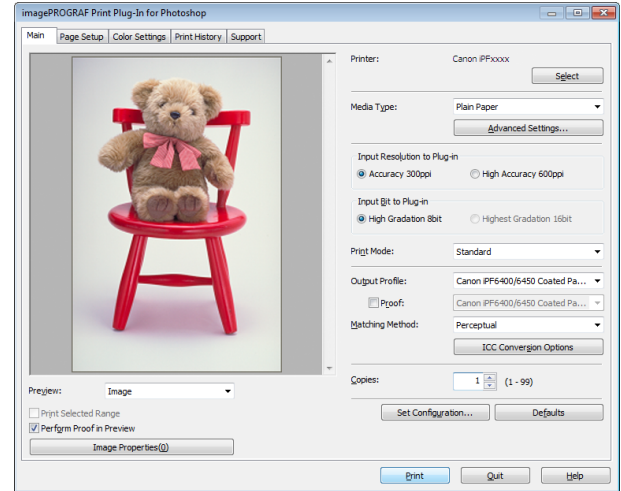 imagePROGRAF Print Plug-In for Photoshop
Main Page Setup Color Settings Print History Support
Printer: Canon iPFxxxx
Select
Media Type: Plain Paper
Advanced Settings...
Input Resolution to Plug-in
Accuracy 300ppi High Accuracy 600ppi
Input Bit to Plug-in
High Gradation 8bit Highest Gradation 16bit
Print Mode: Standard
Output Profile: Canon iPF6400/6450 Coated Pa...
Proof: Canon iPF6400/6450 Coated Pa...
Matching Method: Perceptual
ICC Conversion Options
Copies: 1 (1 - 99)
Preview: Image
Print Selected Range
Perform Proof in Preview
Image Properties(0)
Set Configuration... Defaults
Print Quit Help